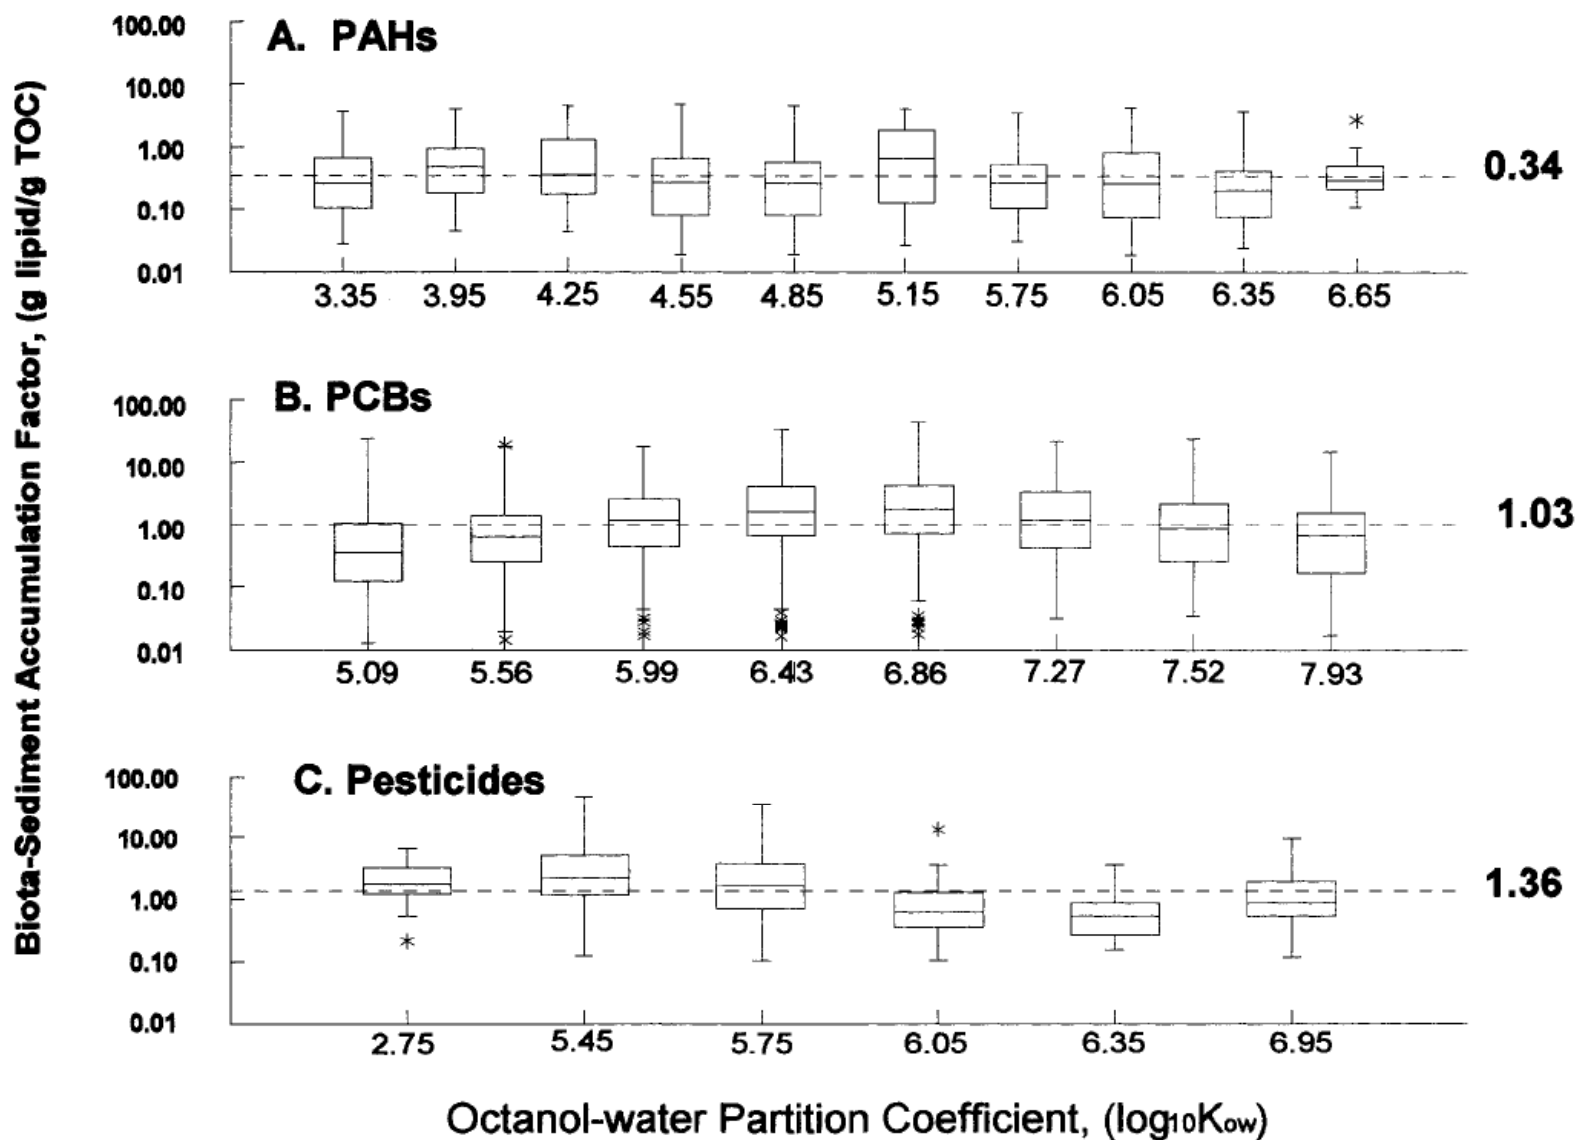 Biota-Sediment Accumulation Factor, (g lipid/g TOC)
A. PAHs
100.00
10.00
1.00
0.10
0.01
0.34
3.35 3.95 4.25 4.55 4.85 5.15 5.75 6.05 6.35 6.65
B. PCBs
100.00
10.00
1.00
0.10
0.01
1.03
5.09 5.56 5.99 6.43 6.86 7.27 7.52 7.93
C. Pesticides
100.00
10.00
1.00
0.10
0.01
1.36
2.75 5.45 5.75 6.05 6.35 6.95
Octanol-water Partition Coefficient, (log₁₀Kow)